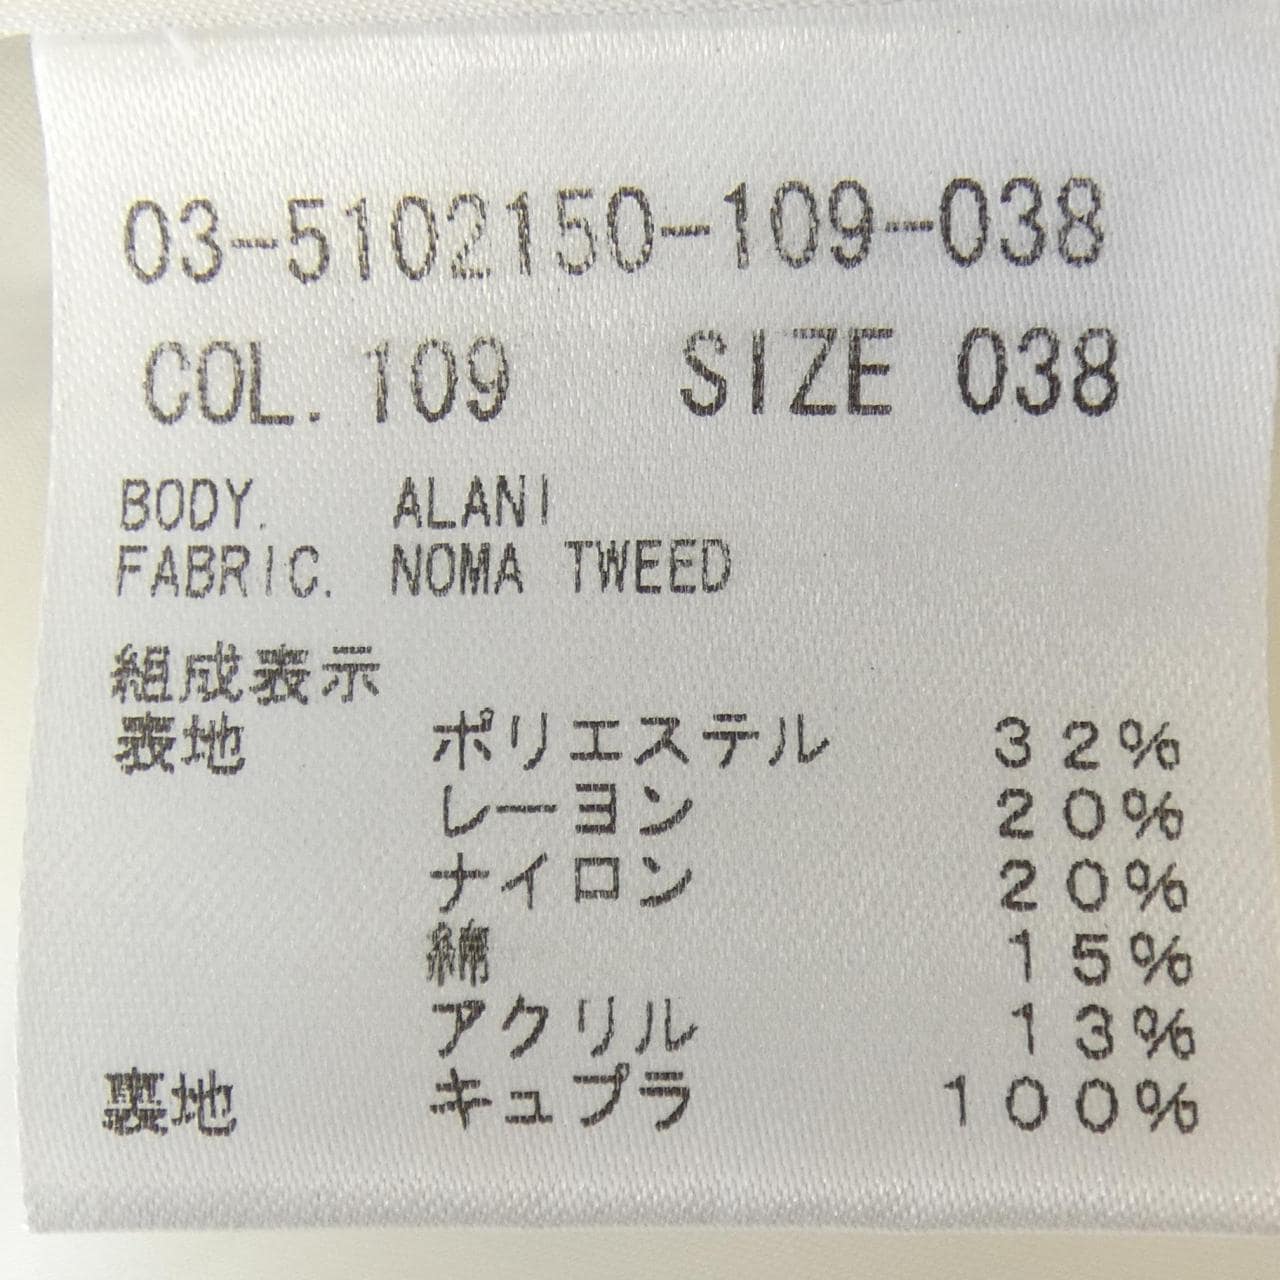 03-5102150-109-038
COL. 109 SIZE 038
BODY. ALANI
FABRIC. NOMA TWEED
組成表示
表地 ポリエステル 32%
レーヨン 20%
ナイロン 20%
綿 15%
アクリル 13%
裏地 キュプラ 100%